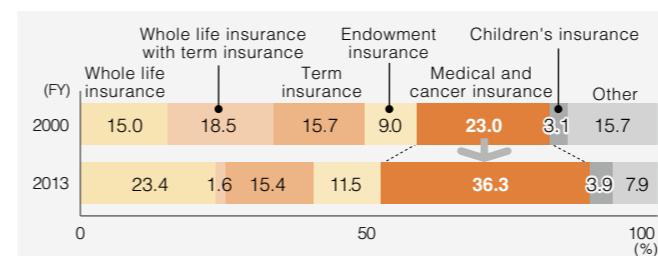 Whole life insurance
with term insurance
Endowment
insurance
Children's insurance
(FY)
Whole life
insurance
Term
insurance
Medical and
cancer insurance
Other
2000 15.0 18.5 15.7 9.0 23.0 3.1 15.7
2013 23.4 1.6 15.4 11.5 36.3 3.9 7.9
0 50 100
(%)